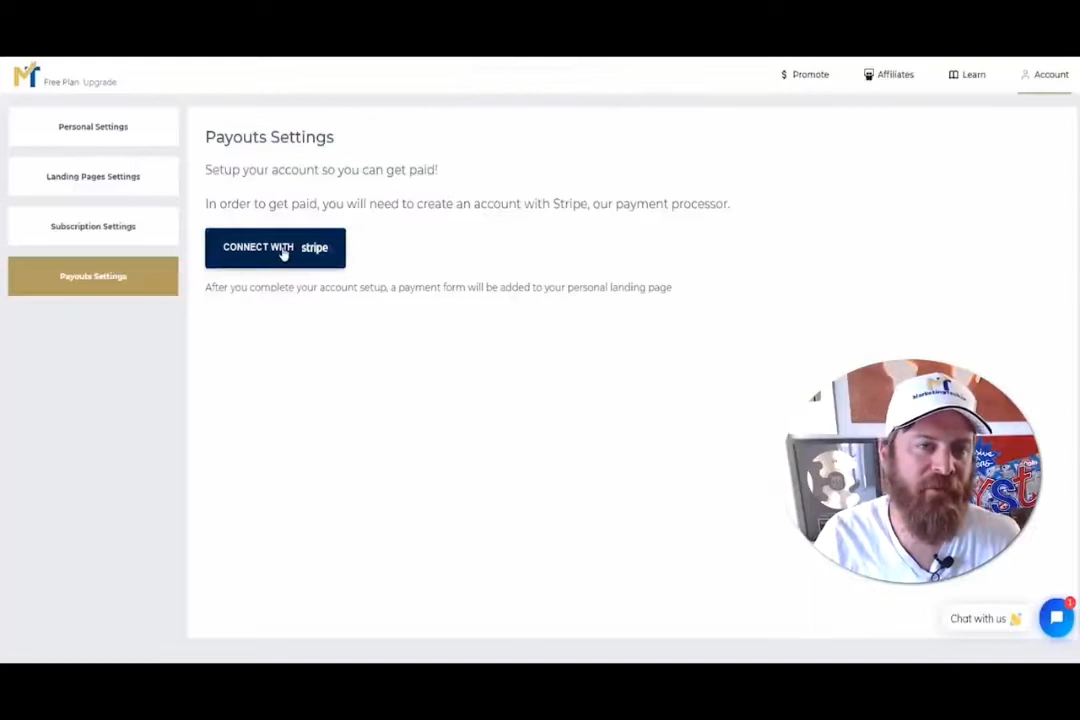 MT Free Plan Upgrade
$ Promote
Affiliates
Learn
Account
Personal Settings
Landing Pages Settings
Subscription Settings
Payouts Settings
Payouts Settings
Setup your account so you can get paid!
In order to get paid, you will need to create an account with Stripe, our payment processor.
CONNECT WITH stripe
After you complete your account setup, a payment form will be added to your personal landing page
Chat with us
1